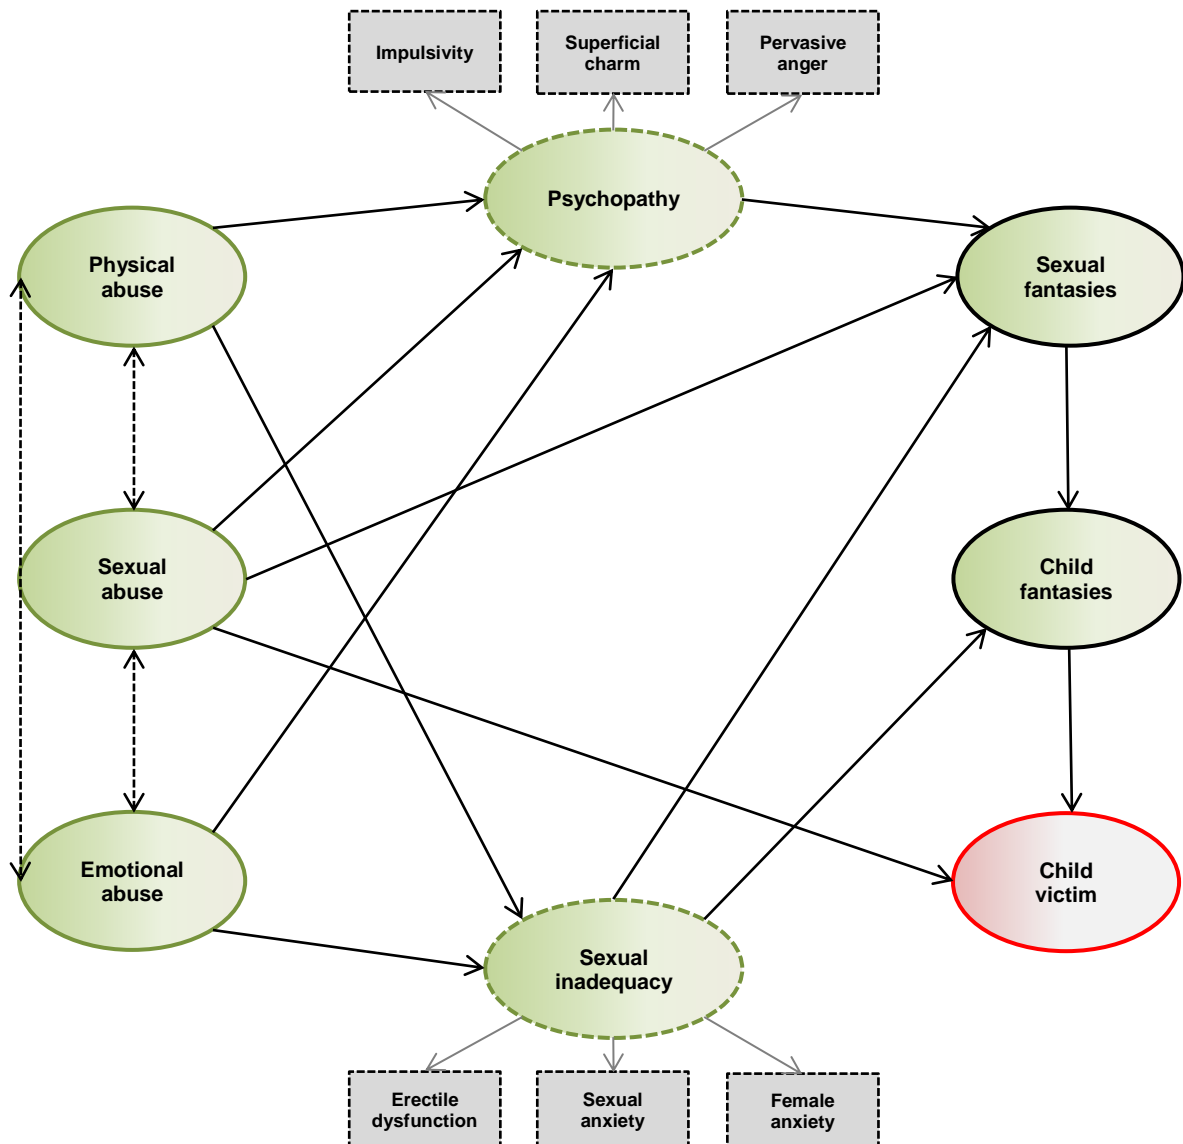 Impulsivity
Superficial
charm
Pervasive
anger
Psychopathy
Physical
abuse
Sexual
fantasies
Sexual
abuse
Child
fantasies
Emotional
abuse
Child
victim
Sexual
inadequacy
Erectile
dysfunction
Sexual
anxiety
Female
anxiety